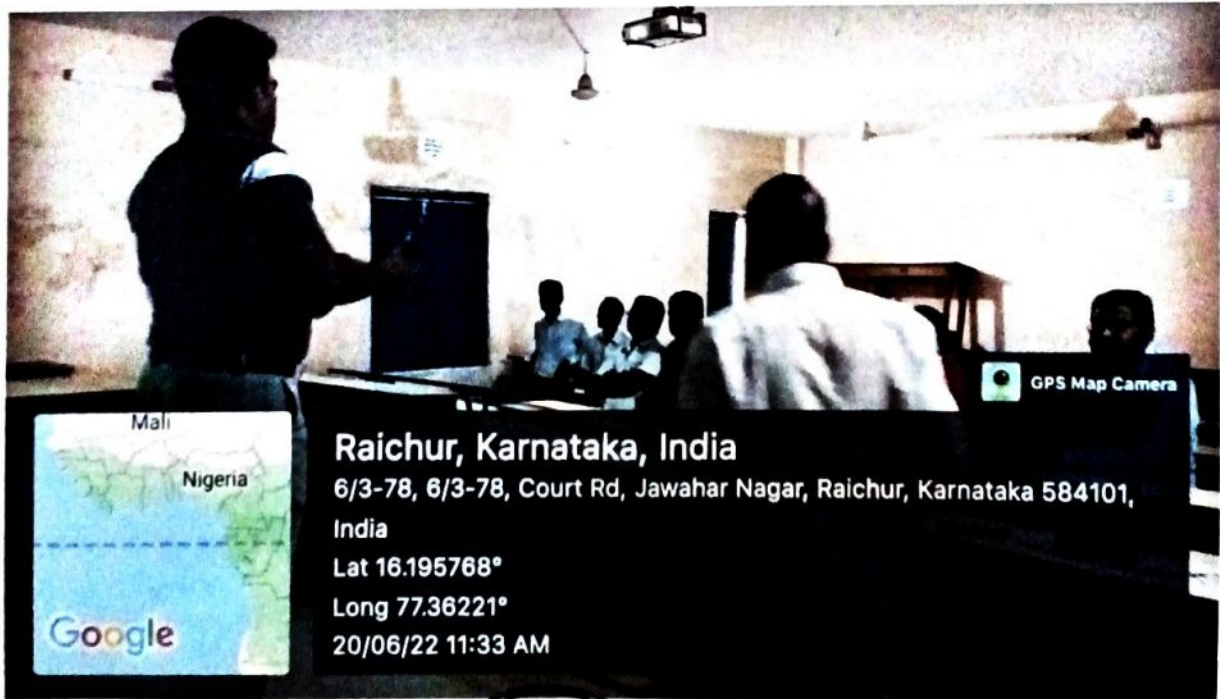 GPS Map Camera
Mali
Nigeria
Google
Raichur, Karnataka, India
6/3-78, 6/3-78, Court Rd, Jawahar Nagar, Raichur, Karnataka 584101,
India
Lat 16.195768°
Long 77.36221°
20/06/22 11:33 AM